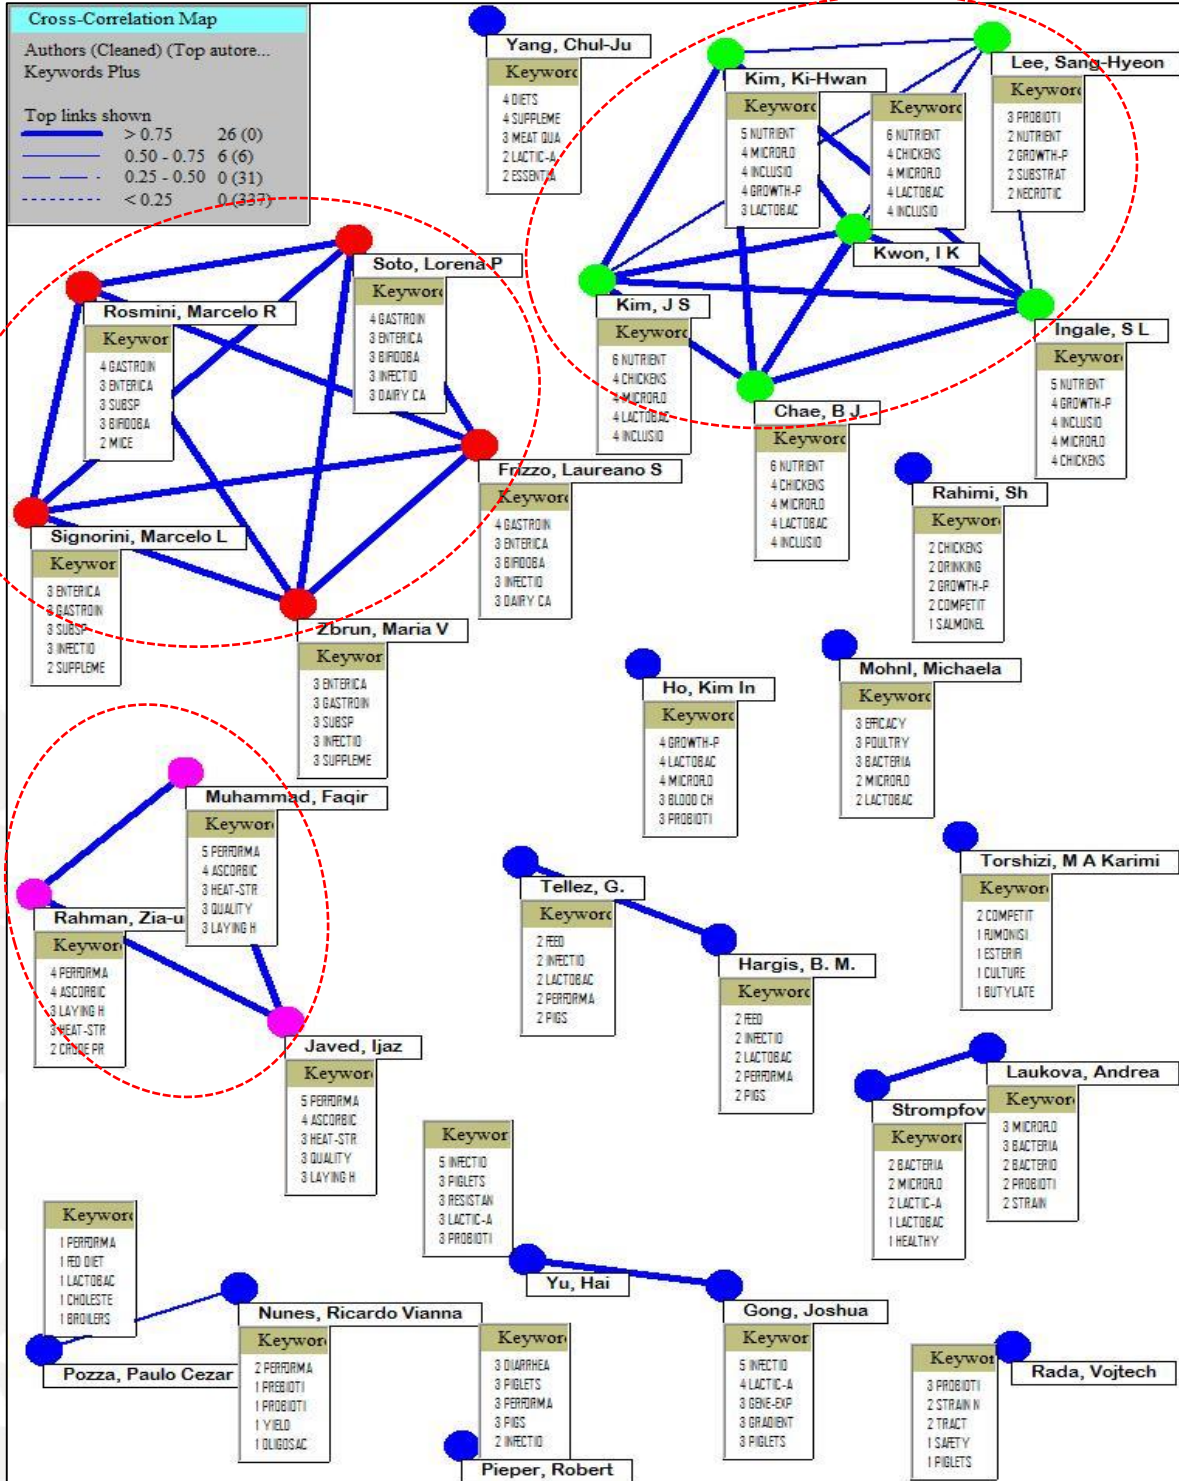 Cross-Correlation Map
Authors (Cleaned) (Top autore...
Keywords Plus
Top links shown
> 0.75 26 (0)
0.50 - 0.75 6 (6)
0.25 - 0.50 0 (31)
< 0.25 0 (337)
Yang, Chul-Ju
Keyword
4 DIETS
4 SUPPLEME
3 MEAT QUA
2 LACTIC-A
2 ESSENTIA
Kim, Ki-Hwan
Keyword
5 NUTRIENT
4 MICROFLO
4 INCLUSIO
4 GROWTH-P
3 LACTOBAC
Keyword
6 NUTRIENT
4 CHICKENS
4 MICROFLO
4 LACTOBAC
4 INCLUSIO
Kwon, I K
Lee, Sang-Hyeon
Keyword
3 PROBIOTI
2 NUTRIENT
2 GROWTH-P
2 SUBSTRAT
2 NECROTIC
Soto, Lorena P
Keyword
4 GASTROIN
3 ENTERICA
3 BIFIDOBA
3 INFECTIO
3 DAIRY CA
Rosmini, Marcelo R
Keywor
4 GASTROIN
3 ENTERICA
3 SUBSP
3 BIFIDOBA
2 MICE
Kim, J S
Keyword
6 NUTRIENT
4 CHICKENS
4 MICROFLO
4 LACTOBAC
4 INCLUSIO
Ingale, S L
Keyword
5 NUTRIENT
4 GROWTH-P
4 INCLUSIO
4 MICROFLO
4 CHICKENS
Chae, B J
Keyword
6 NUTRIENT
4 CHICKENS
4 MICROFLO
4 LACTOBAC
4 INCLUSIO
Frizzo, Laureano S
Keyword
4 GASTROIN
3 ENTERICA
3 BIFIDOBA
3 INFECTIO
3 DAIRY CA
Rahimi, Sh
Keyword
2 CHICKENS
2 DRINKING
2 GROWTH-P
2 COMPETIT
1 SALMONEL
Signorini, Marcelo L
Keywor
3 ENTERICA
3 GASTROIN
3 SUBSP
3 INFECTIO
2 SUPPLEME
Zbrun, Maria V
Keywor
3 ENTERICA
3 GASTROIN
3 SUBSP
3 INFECTIO
3 SUPPLEME
Ho, Kim In
Keyword
4 GROWTH-P
4 LACTOBAC
4 MICROFLO
3 BLOOD CH
3 PROBIOTI
Mohnl, Michaela
Keyword
3 EFFICACY
3 POULTRY
3 BACTERIA
2 MICROFLO
2 LACTOBAC
Muhammad, Faqir
Keyword
5 PERFORMA
4 ASCORBIC
3 HEAT-STR
3 QUALITY
3 LAYING H
Rahman, Zia-u
Keyword
4 PERFORMA
4 ASCORBIC
3 LAYING H
3 HEAT-STR
2 CRUDE PR
Torshizi, M A Karimi
Keyword
2 COMPETIT
1 FUMONISI
1 ESTERIFI
1 CULTURE
1 BUTYLATE
Tellez, G.
Keyword
2 FEED
2 INFECTIO
2 LACTOBAC
2 PERFORMA
2 PIGS
Hargis, B. M.
Keyword
2 FEED
2 INFECTIO
2 LACTOBAC
2 PERFORMA
2 PIGS
Javed, Ijaz
Keyword
5 PERFORMA
4 ASCORBIC
3 HEAT-STR
3 QUALITY
3 LAYING H
Laukova, Andrea
Keyword
3 MICROFLO
3 BACTERIA
2 BACTERIO
2 PROBIOTI
2 STRAIN
Strompfov
Keyword
2 BACTERIA
2 MICROFLO
2 LACTIC-A
1 LACTOBAC
1 HEALTHY
Keyword
5 INFECTIO
3 PIGLETS
3 RESISTAN
3 LACTIC-A
3 PROBIOTI
Yu, Hai
Keyword
1 PERFORMA
1 FED DIET
1 LACTOBAC
1 CHOLESTE
1 BROILERS
Pozza, Paulo Cezar
Nunes, Ricardo Vianna
Keyword
2 PERFORMA
1 PREBIOTI
1 PROBIOTI
1 YIELD
1 OLIGOSAC
Keyword
3 DIARRHEA
3 PIGLETS
3 PERFORMA
3 PIGS
2 INFECTIO
Pieper, Robert
Gong, Joshua
Keyword
5 INFECTIO
4 LACTIC-A
3 GENE-EXP
3 GRADIENT
3 PIGLETS
Keywor
3 PROBIOTI
2 STRAIN N
2 TRACT
1 SAFETY
1 PIGLETS
Rada, Vojtech